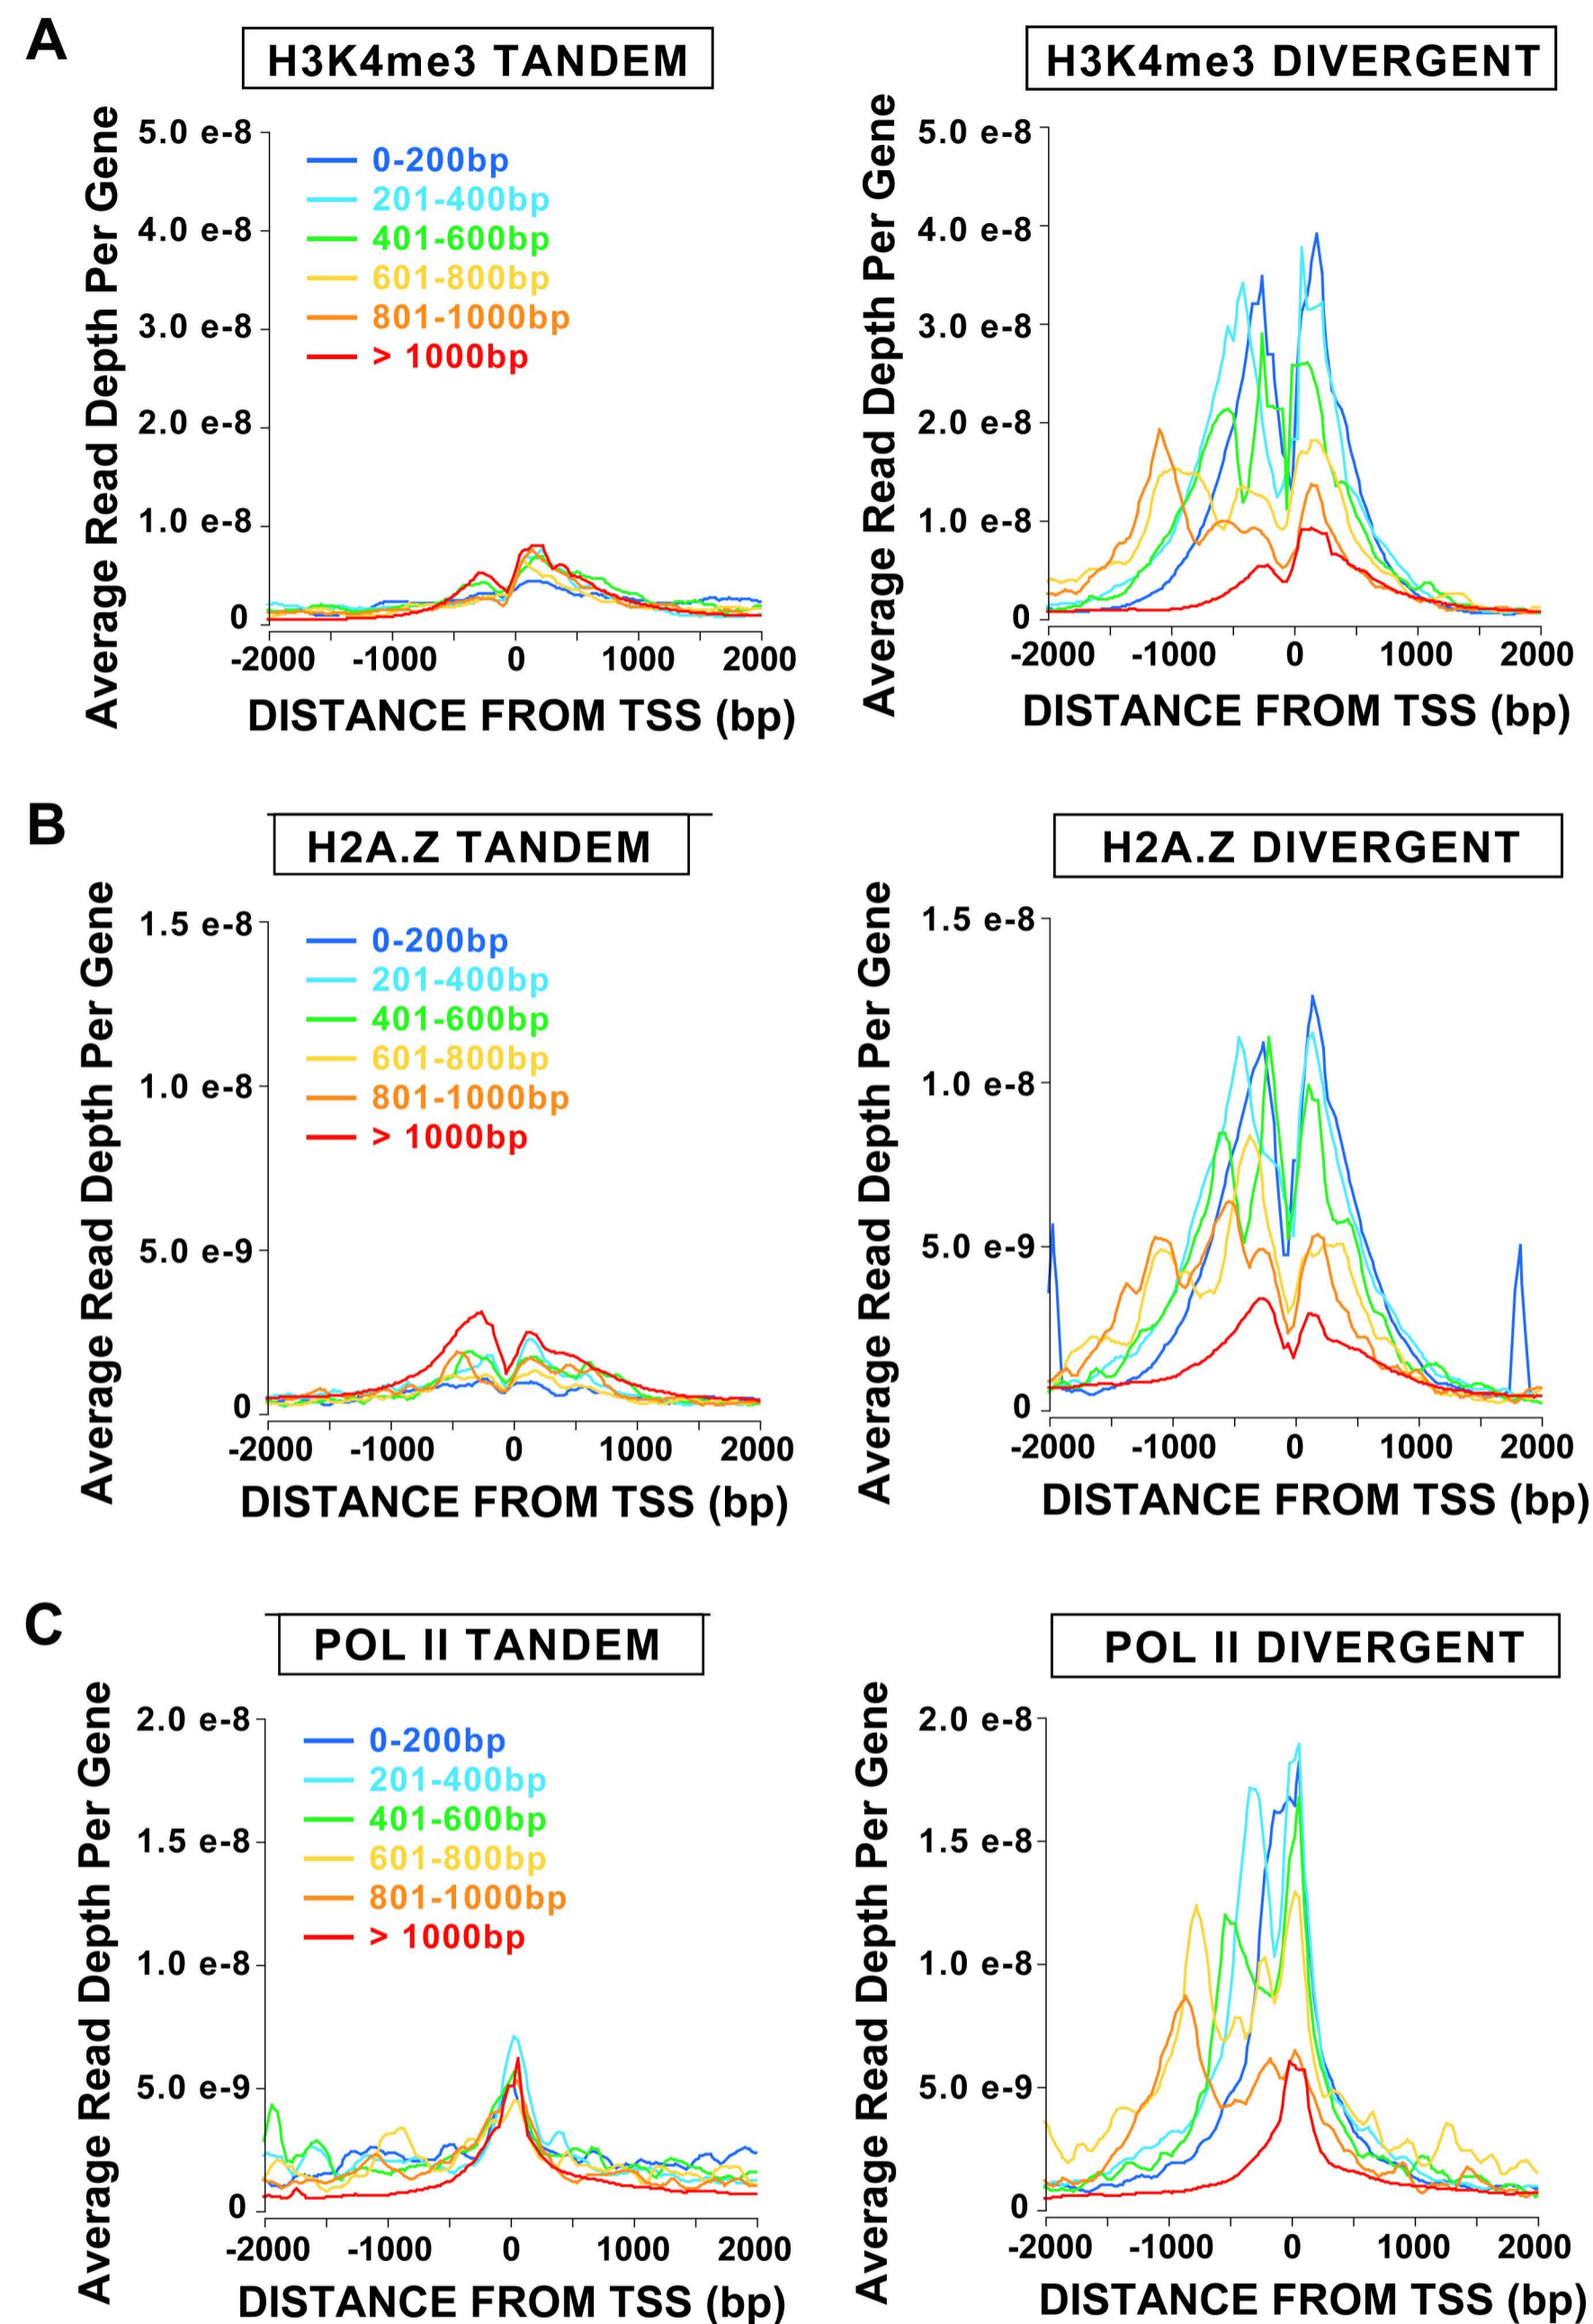 A
H3K4me3 TANDEM
Average Read Depth Per Gene
5.0 e-8
4.0 e-8
3.0 e-8
2.0 e-8
1.0 e-8
0
0-200bp
201-400bp
401-600bp
601-800bp
801-1000bp
> 1000bp
-2000 -1000 0 1000 2000
DISTANCE FROM TSS (bp)
H3K4me3 DIVERGENT
Average Read Depth Per Gene
5.0 e-8
4.0 e-8
3.0 e-8
2.0 e-8
1.0 e-8
0
-2000 -1000 0 1000 2000
DISTANCE FROM TSS (bp)
B
H2A.Z TANDEM
Average Read Depth Per Gene
1.5 e-8
1.0 e-8
5.0 e-9
0
0-200bp
201-400bp
401-600bp
601-800bp
801-1000bp
> 1000bp
-2000 -1000 0 1000 2000
DISTANCE FROM TSS (bp)
H2A.Z DIVERGENT
Average Read Depth Per Gene
1.5 e-8
1.0 e-8
5.0 e-9
0
-2000 -1000 0 1000 2000
DISTANCE FROM TSS (bp)
C
POL II TANDEM
Average Read Depth Per Gene
2.0 e-8
1.5 e-8
1.0 e-8
5.0 e-9
0
0-200bp
201-400bp
401-600bp
601-800bp
801-1000bp
> 1000bp
-2000 -1000 0 1000 2000
DISTANCE FROM TSS (bp)
POL II DIVERGENT
Average Read Depth Per Gene
2.0 e-8
1.5 e-8
1.0 e-8
5.0 e-9
0
-2000 -1000 0 1000 2000
DISTANCE FROM TSS (bp)